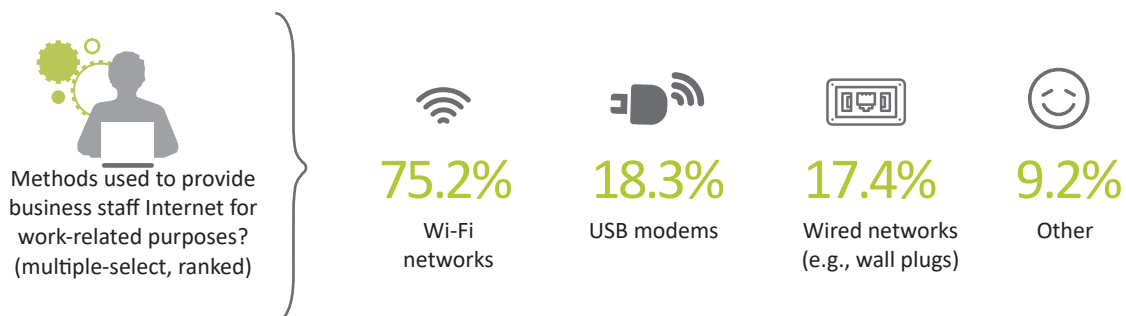 Methods used to provide
business staff Internet for
work-related purposes?
(multiple-select, ranked)
75.2%
Wi-Fi
networks
18.3%
USB modems
17.4%
Wired networks
(e.g., wall plugs)
9.2%
Other